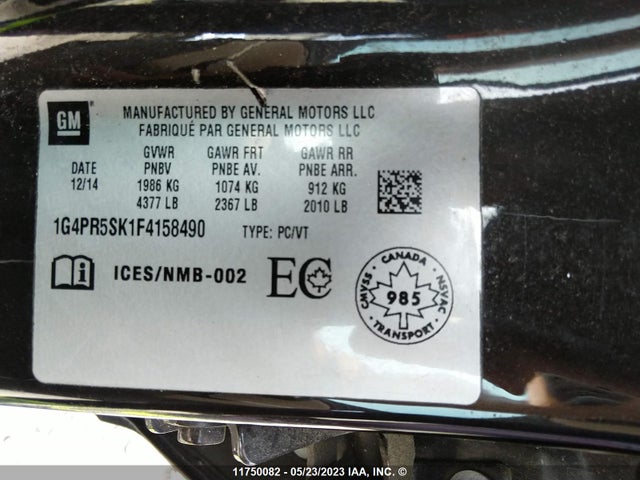 GM
MANUFACTURED BY GENERAL MOTORS LLC
FABRIQUÉ PAR GENERAL MOTORS LLC
GVWR GAWR FRT GAWR RR
DATE PNBV PNBE AV. PNBE ARR.
12/14 1986 KG 1074 KG 912 KG
4377 LB 2367 LB 2010 LB
1G4PR5SK1F4158490 TYPE: PC/VT
ICES/NMB-002 EC
CANADA
CMVSS 985 NSVAC
TRANSPORT
11750082 - 05/23/2023 IAA, INC. ©